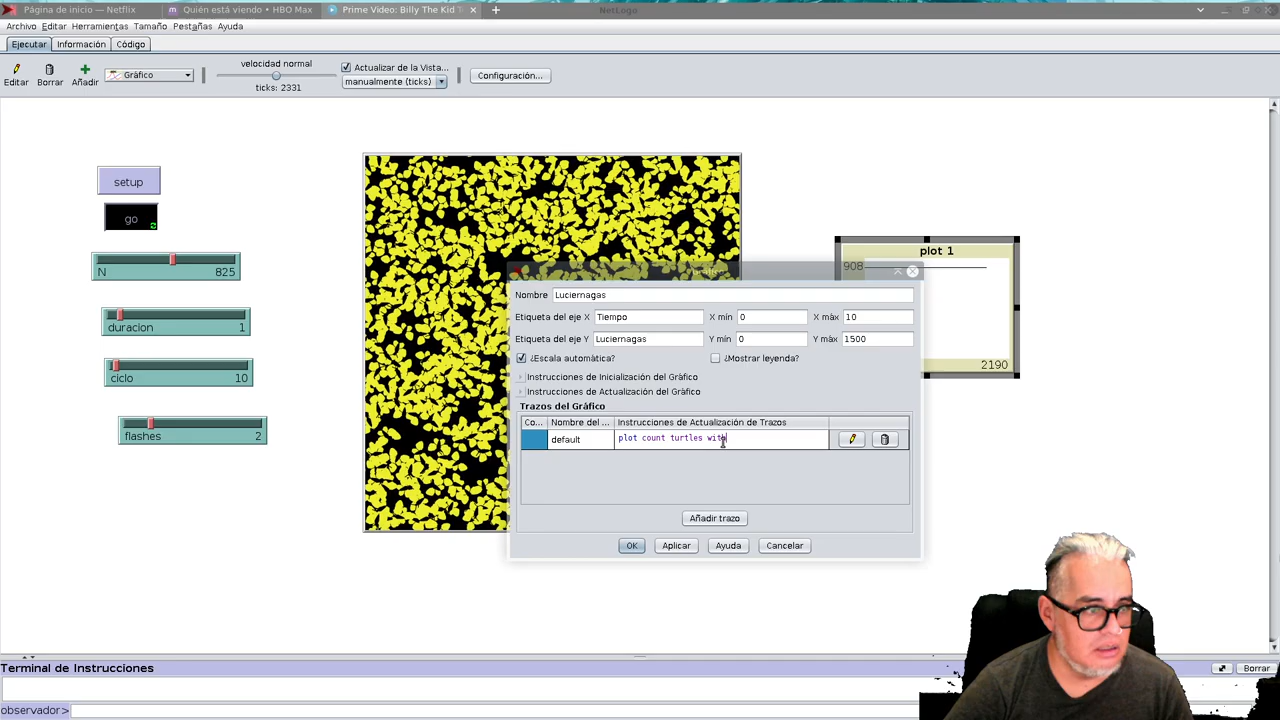 Página de inicio — Netflix
Quién está viendo • HBO Max
Prime Video: Billy The Kid
NetLogo
Archivo Editar Herramientas Tamaño Pestañas Ayuda
Ejecutar Información Código
Editar Borrar Añadir
Gráfico
velocidad normal
ticks: 2331
Actualizar de la Vista...
manualmente (ticks)
Configuración...
setup
go
N 825
duracion 1
ciclo 10
flashes 2
plot 1
908
2190
Nombre Luciernagas
Etiqueta del eje X Tiempo X mín 0 X máx 10
Etiqueta del eje Y Luciernagas Y mín 0 Y máx 1500
¿Escala automática? ¿Mostrar leyenda?
Instrucciones de Inicialización del Gráfico
Instrucciones de Actualización del Gráfico
Trazos del Gráfico
Co... Nombre del ... Instrucciones de Actualización de Trazos
default plot count turtles with
Añadir trazo
OK Aplicar Ayuda Cancelar
Terminal de Instrucciones
Borrar
observador>